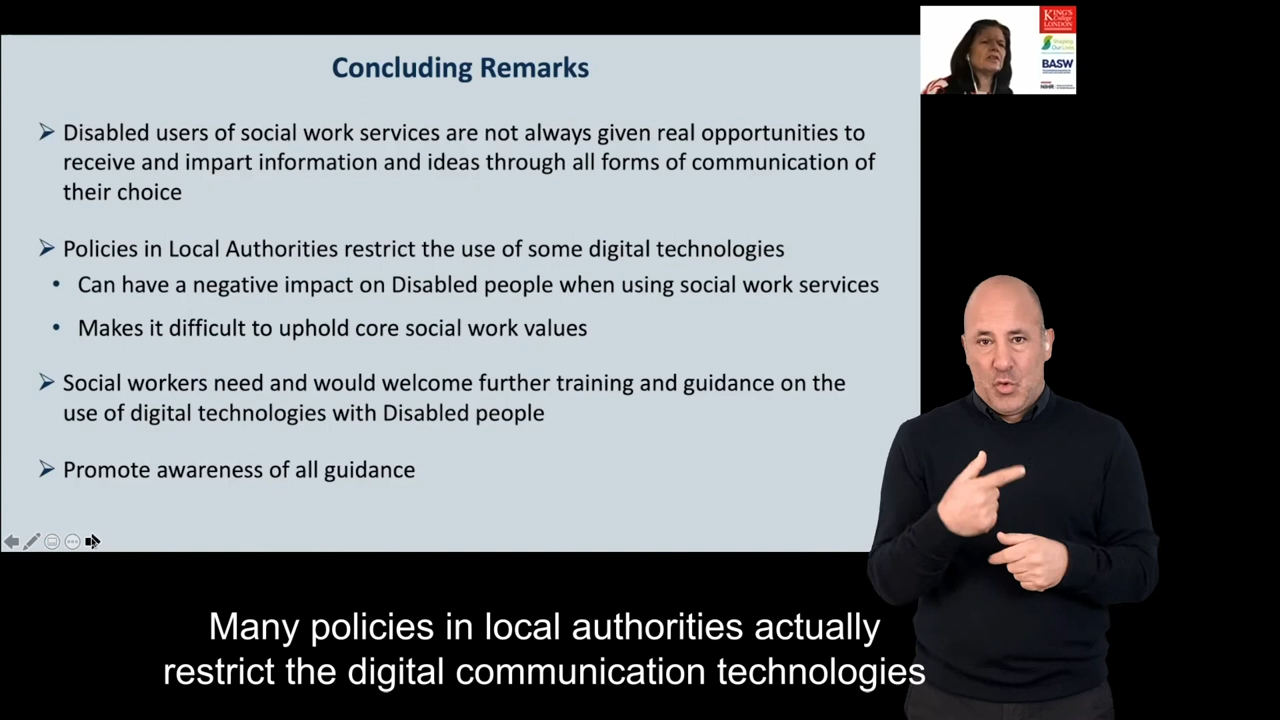 Concluding Remarks
KING'S
College
LONDON
Shaping
Our Lives
BASW
NIHR
➢ Disabled users of social work services are not always given real opportunities to
receive and impart information and ideas through all forms of communication of
their choice
➢ Policies in Local Authorities restrict the use of some digital technologies
• Can have a negative impact on Disabled people when using social work services
• Makes it difficult to uphold core social work values
➢ Social workers need and would welcome further training and guidance on the
use of digital technologies with Disabled people
➢ Promote awareness of all guidance
Many policies in local authorities actually
restrict the digital communication technologies